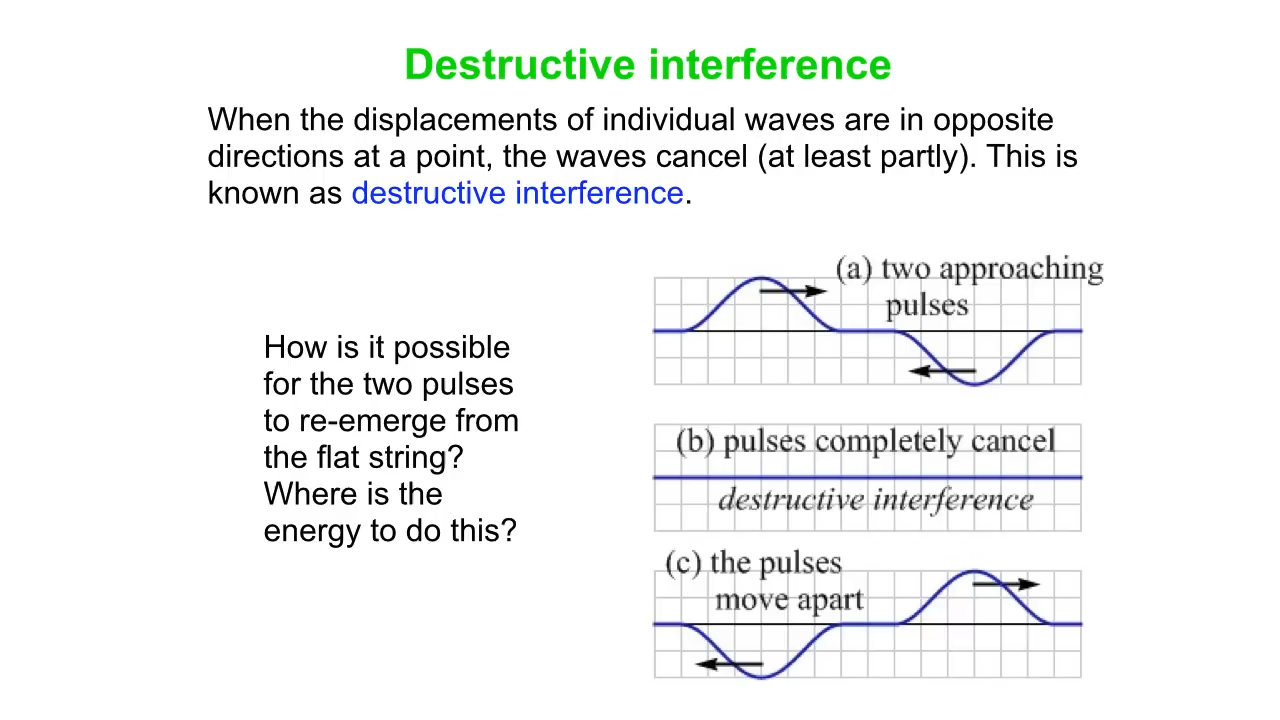 Destructive interference
When the displacements of individual waves are in opposite
directions at a point, the waves cancel (at least partly). This is
known as destructive interference.
How is it possible
for the two pulses
to re-emerge from
the flat string?
Where is the
energy to do this?
(a) two approaching
pulses
(b) pulses completely cancel
destructive interference
(c) the pulses
move apart